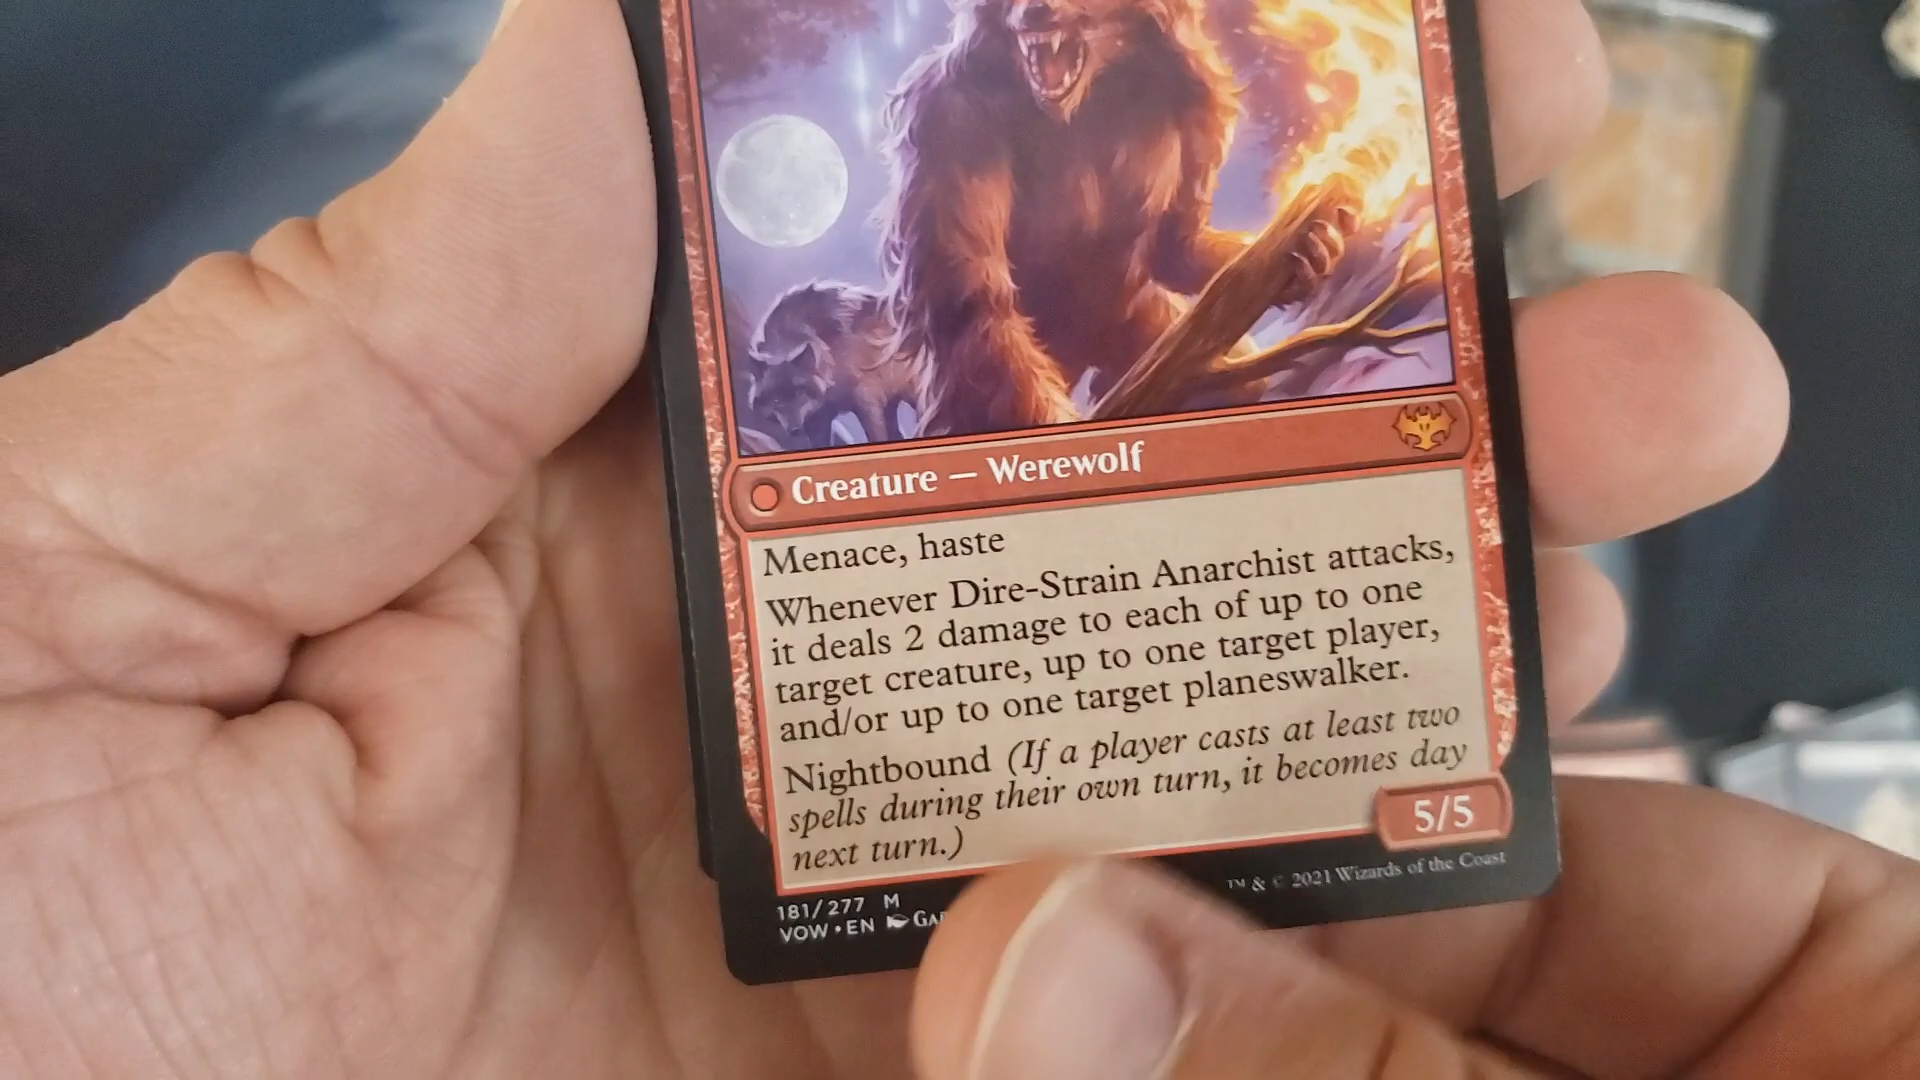 Creature — Werewolf
Menace, haste
Whenever Dire-Strain Anarchist attacks,
it deals 2 damage to each of up to one
target creature, up to one target player,
and/or up to one target planeswalker.
Nightbound (If a player casts at least two
spells during their own turn, it becomes day
next turn.)
5/5
181/277 M
™ & © 2021 Wizards of the Coast
VOW • EN